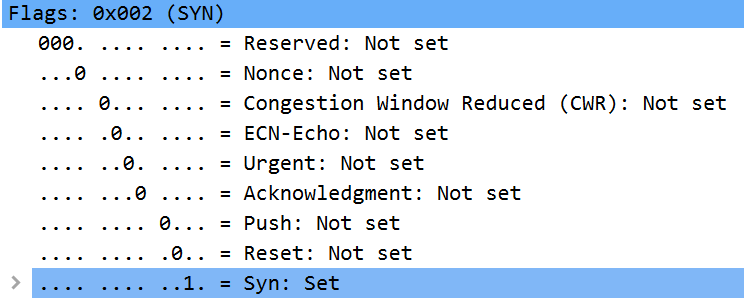 Flags: 0x002 (SYN)
000. .... .... = Reserved: Not set
...0 .... .... = Nonce: Not set
.... 0... .... = Congestion Window Reduced (CWR): Not set
.... .0.. .... = ECN-Echo: Not set
.... ..0. .... = Urgent: Not set
.... ...0 .... = Acknowledgment: Not set
.... .... 0... = Push: Not set
.... .... .0.. = Reset: Not set
.... .... ..1. = Syn: Set